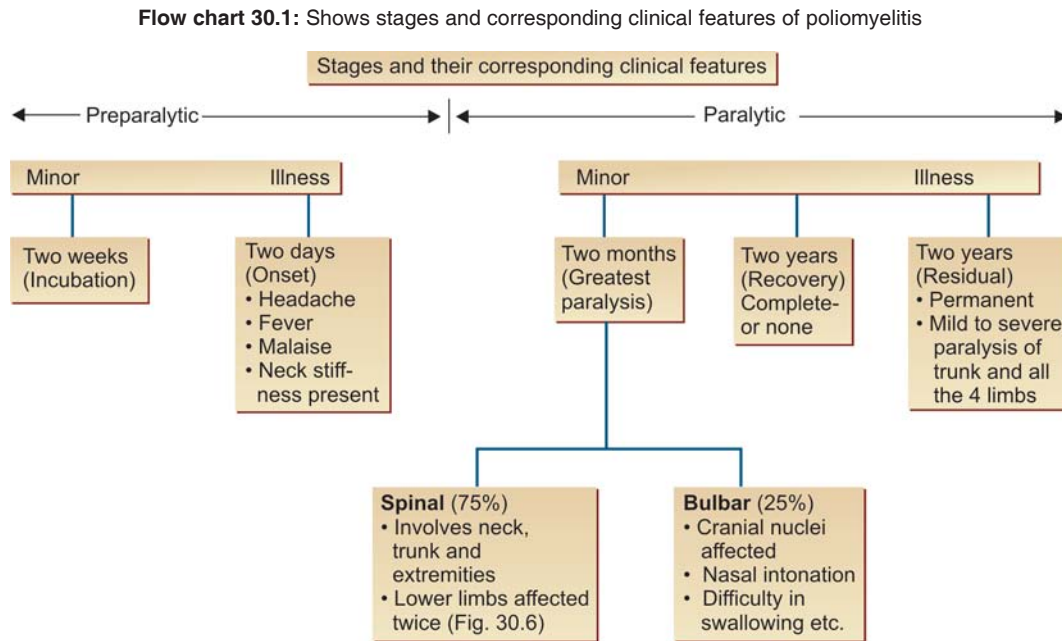 Flow chart 30.1: Shows stages and corresponding clinical features of poliomyelitis
Stages and their corresponding clinical features
Preparalytic
Paralytic
Minor Illness
Minor Illness
Two weeks
(Incubation)
Two days
(Onset)
• Headache
• Fever
• Malaise
• Neck stiff-
ness present
Two months
(Greatest
paralysis)
Two years
(Recovery)
Complete-
or none
Two years
(Residual)
• Permanent
• Mild to severe
paralysis of
trunk and all
the 4 limbs
Spinal (75%)
• Involves neck,
trunk and
extremities
• Lower limbs affected
twice (Fig. 30.6)
Bulbar (25%)
• Cranial nuclei
affected
• Nasal intonation
• Difficulty in
swallowing etc.